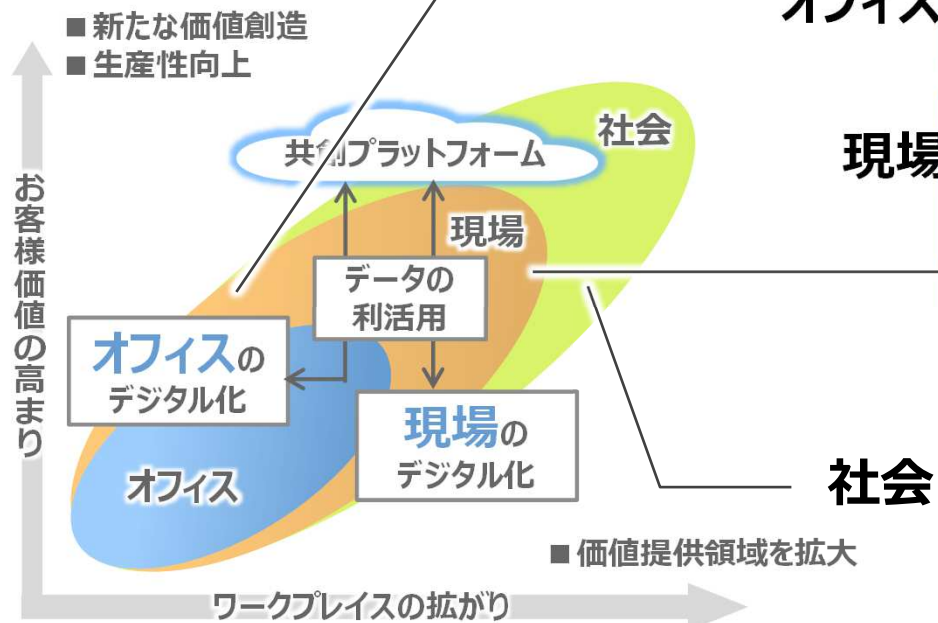 ■ 新たな価値創造
■ 生産性向上
オフィス
社会
共創プラットフォーム
現場
現場
お客様価値の高まり
データの
利活用
オフィスの
デジタル化
現場の
デジタル化
オフィス
社会
■ 価値提供領域を拡大
ワークプレイスの拡がり